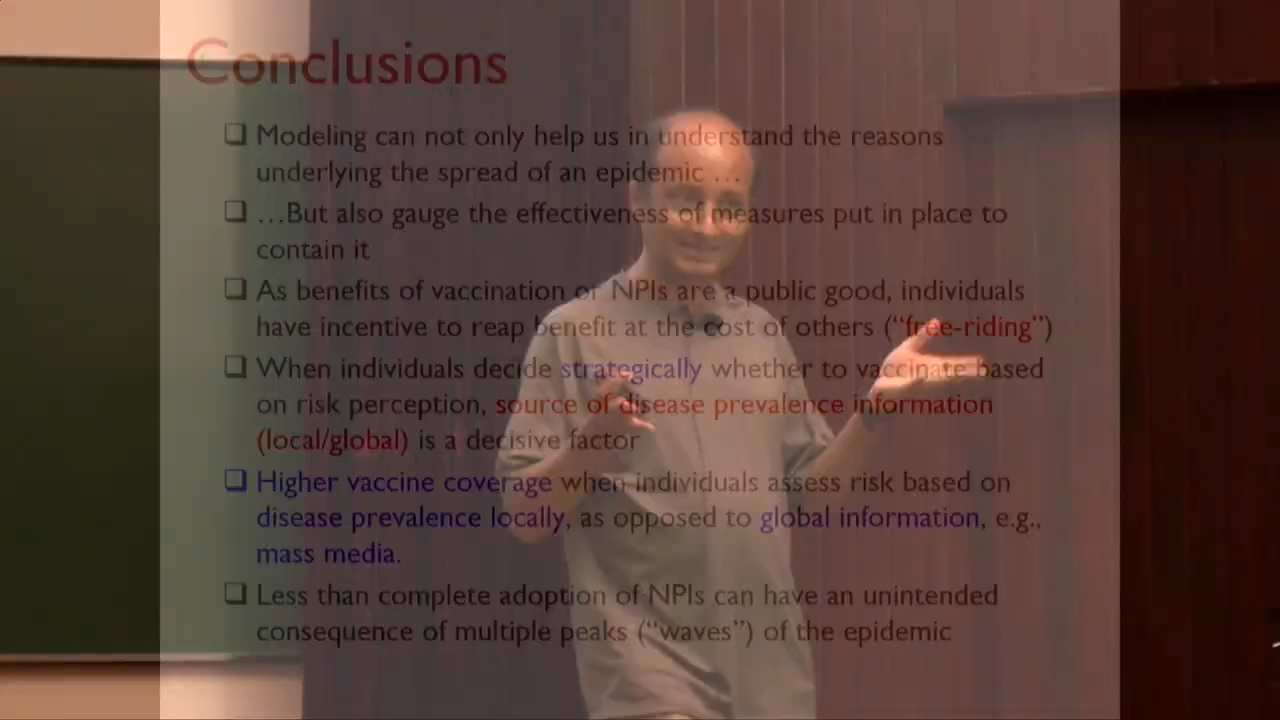 Conclusions
❑ Modeling can not only help us in understand the reasons
underlying the spread of an epidemic …
❑ …But also gauge the effectiveness of measures put in place to
contain it
❑ As benefits of vaccination or NPIs are a public good, individuals
have incentive to reap benefit at the cost of others (“free-riding”)
❑ When individuals decide strategically whether to vaccinate based
on risk perception, source of disease prevalence information
(local/global) is a decisive factor
❑ Higher vaccine coverage when individuals assess risk based on
disease prevalence locally, as opposed to global information, e.g.,
mass media.
❑ Less than complete adoption of NPIs can have an unintended
consequence of multiple peaks (“waves”) of the epidemic